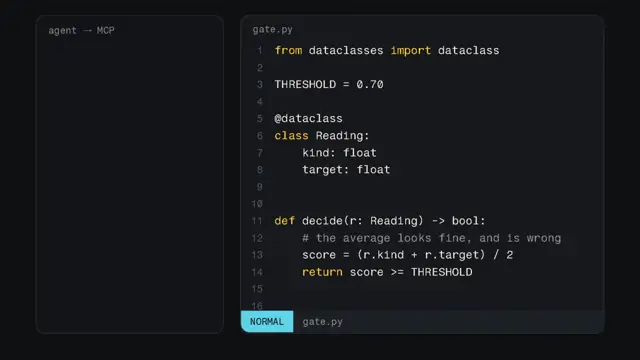 agent → MCP
gate.py
1 from dataclasses import dataclass
2
3 THRESHOLD = 0.70
4
5 @dataclass
6 class Reading:
7     kind: float
8     target: float
9
10
11 def decide(r: Reading) -> bool:
12     # the average looks fine, and is wrong
13     score = (r.kind + r.target) / 2
14     return score >= THRESHOLD
15
16
NORMAL gate.py